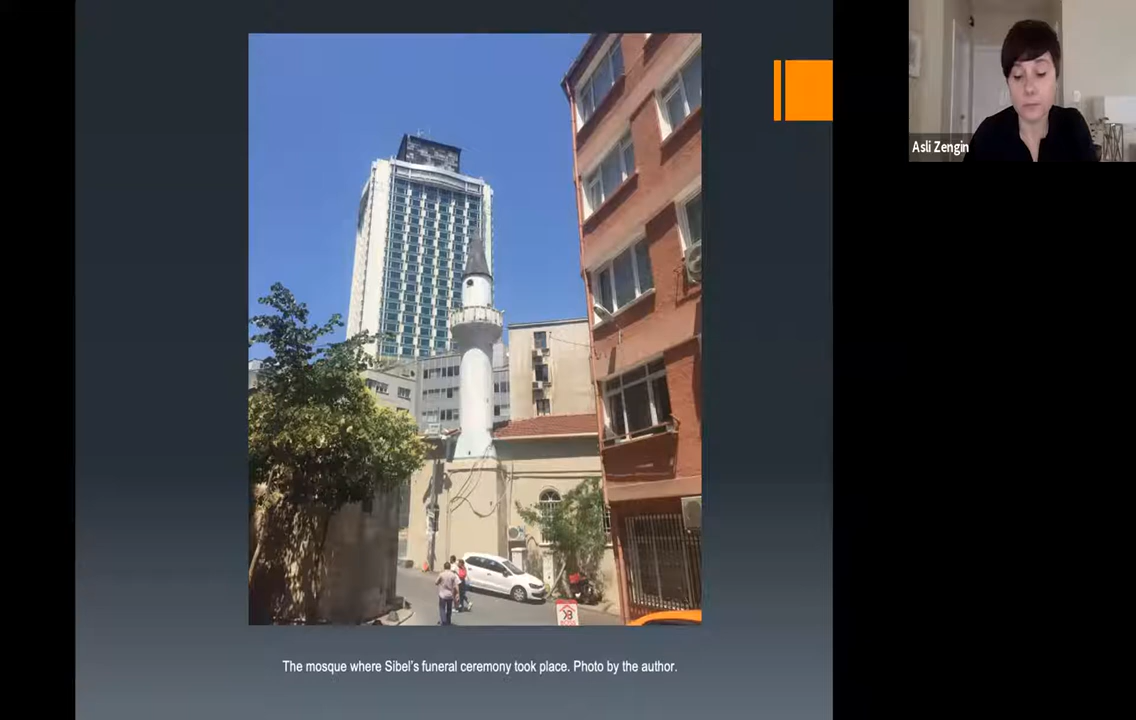 Asli Zengin
The mosque where Sibel's funeral ceremony took place. Photo by the author.